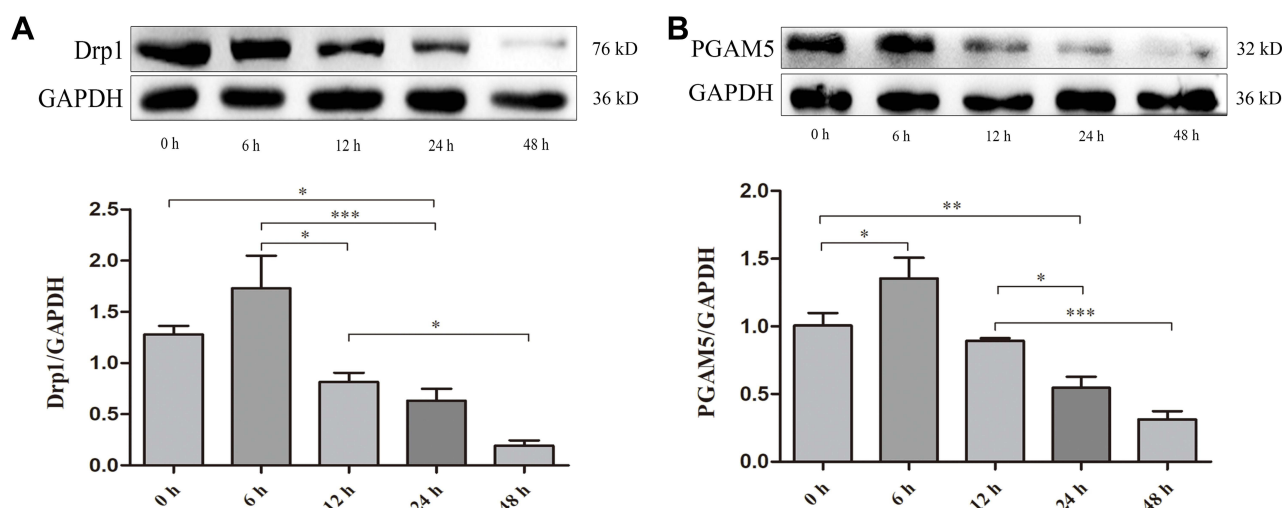 A
Drp1
76 kD
GAPDH
36 kD
0 h 6 h 12 h 24 h 48 h
*
***
*
*
Drp1/GAPDH
2.5
2.0
1.5
1.0
0.5
0.0
0 h 6 h 12 h 24 h 48 h
B
PGAM5
32 kD
GAPDH
36 kD
0 h 6 h 12 h 24 h 48 h
**
*
*
***
PGAM5/GAPDH
2.0
1.5
1.0
0.5
0.0
0 h 6 h 12 h 24 h 48 h